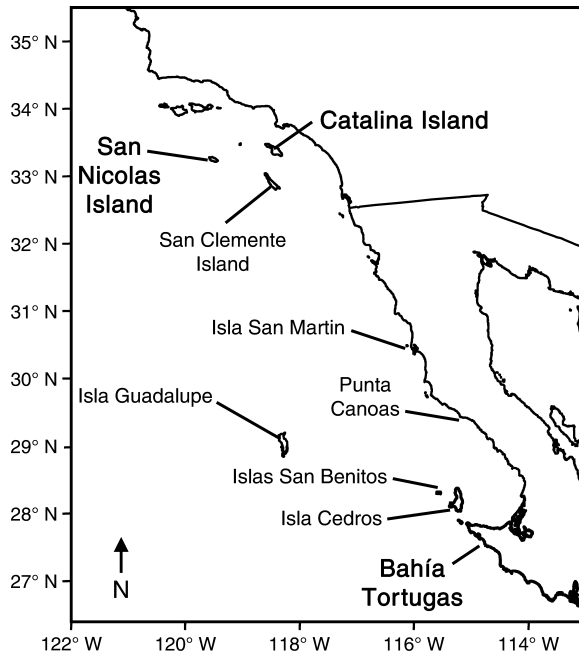 35° N
34° N
33° N
32° N
31° N
30° N
29° N
28° N
27° N
Catalina Island
San
Nicolas
Island
San Clemente
Island
Isla San Martin
Isla Guadalupe
Punta
Canoas
Islas San Benitos
Isla Cedros
Bahía
Tortugas
N
122° W
120° W
118° W
116° W
114° W